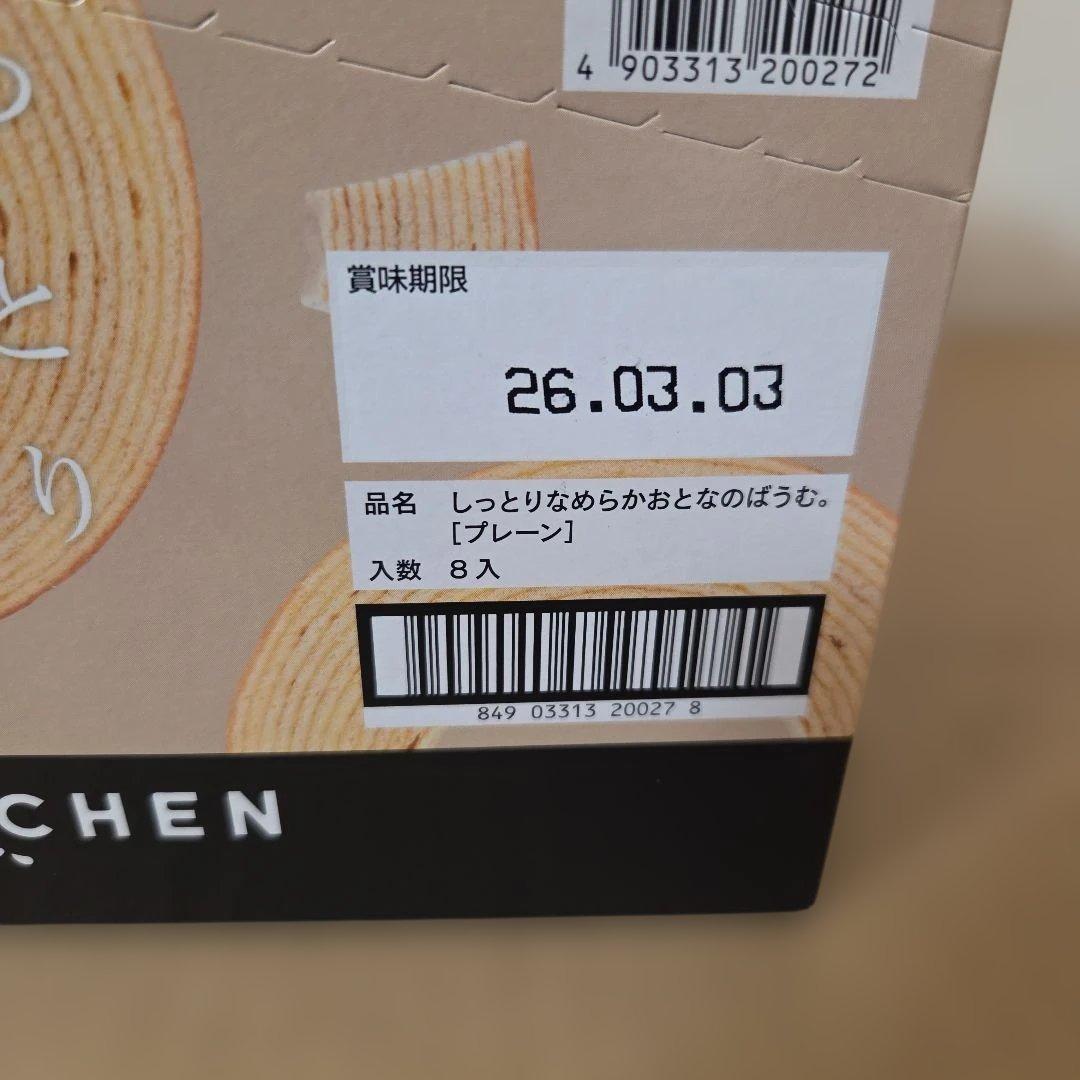 4 903313 200272
とり
賞味期限
26.03.03
品名 しっとりなめらかおとなのばうむ。
[プレーン]
入数 8入
849 03313 20027 8
CHEN